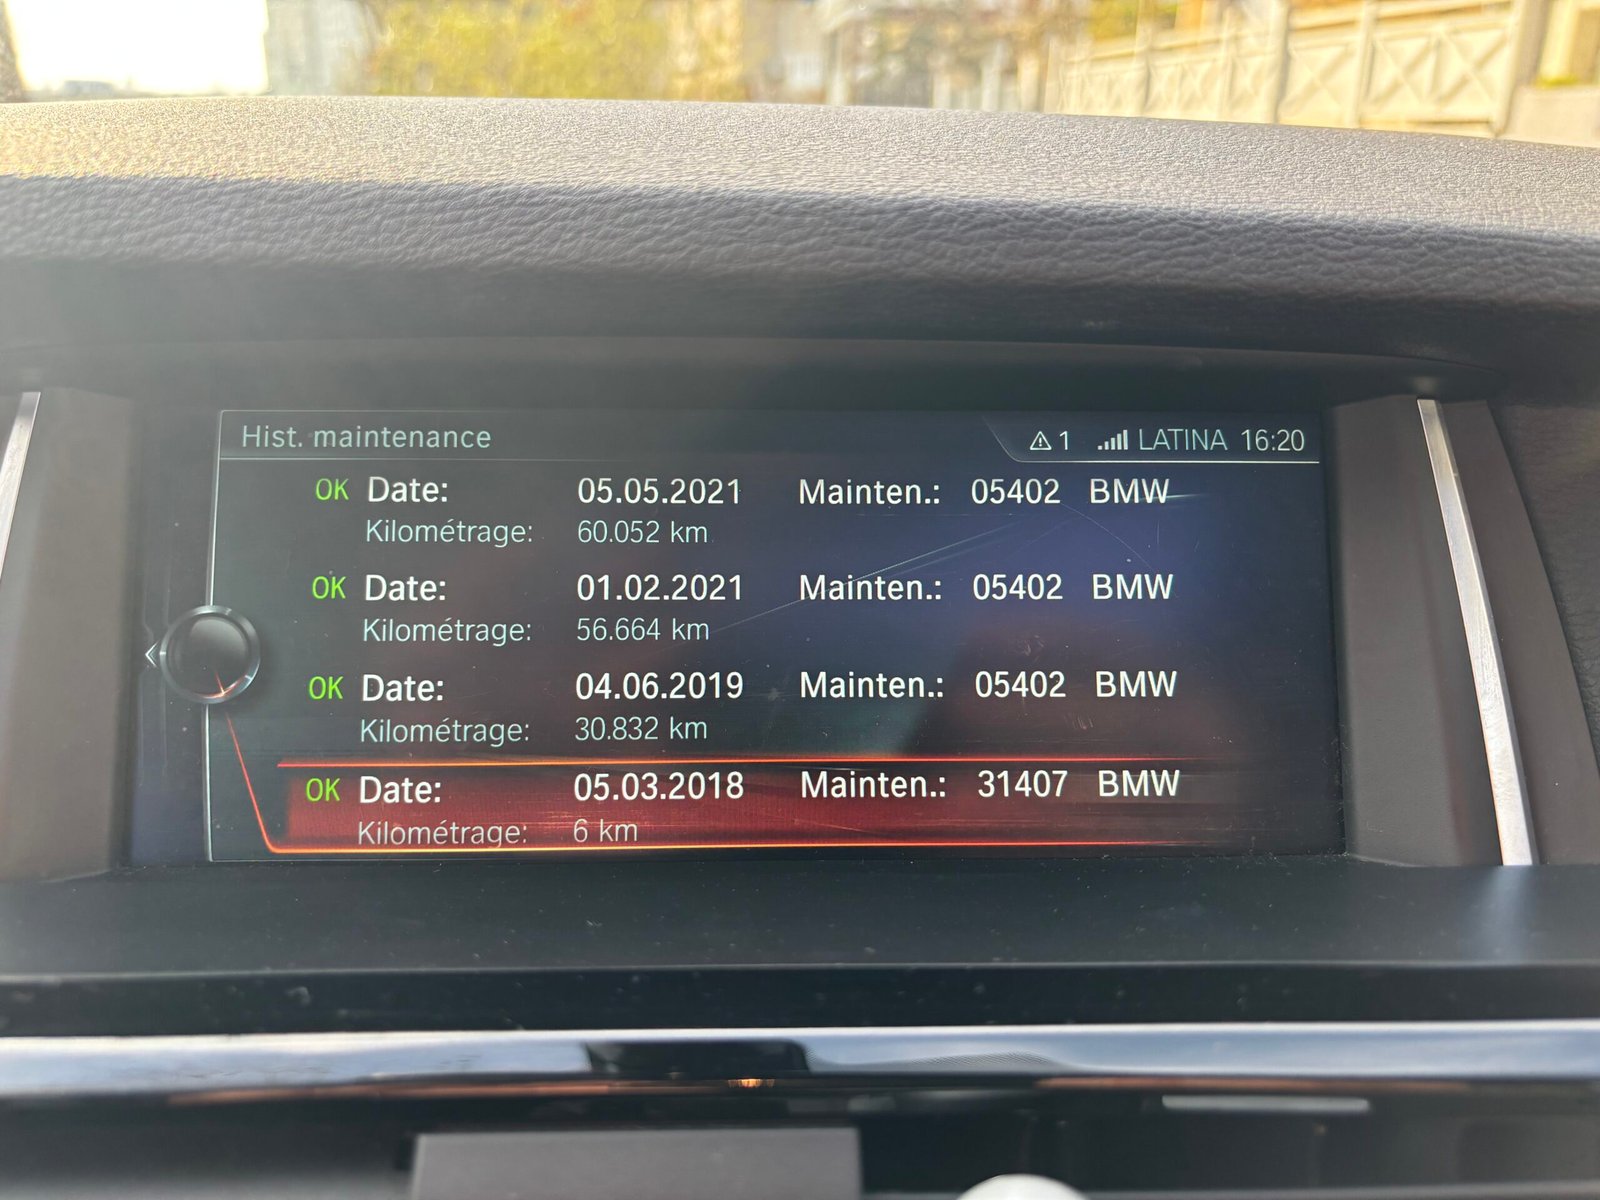 Hist. maintenance ⚠ 1 LATINA 16:20
OK Date: 05.05.2021 Mainten.: 05402 BMW
Kilométrage: 60.052 km
OK Date: 01.02.2021 Mainten.: 05402 BMW
Kilométrage: 56.664 km
OK Date: 04.06.2019 Mainten.: 05402 BMW
Kilométrage: 30.832 km
OK Date: 05.03.2018 Mainten.: 31407 BMW
Kilométrage: 6 km